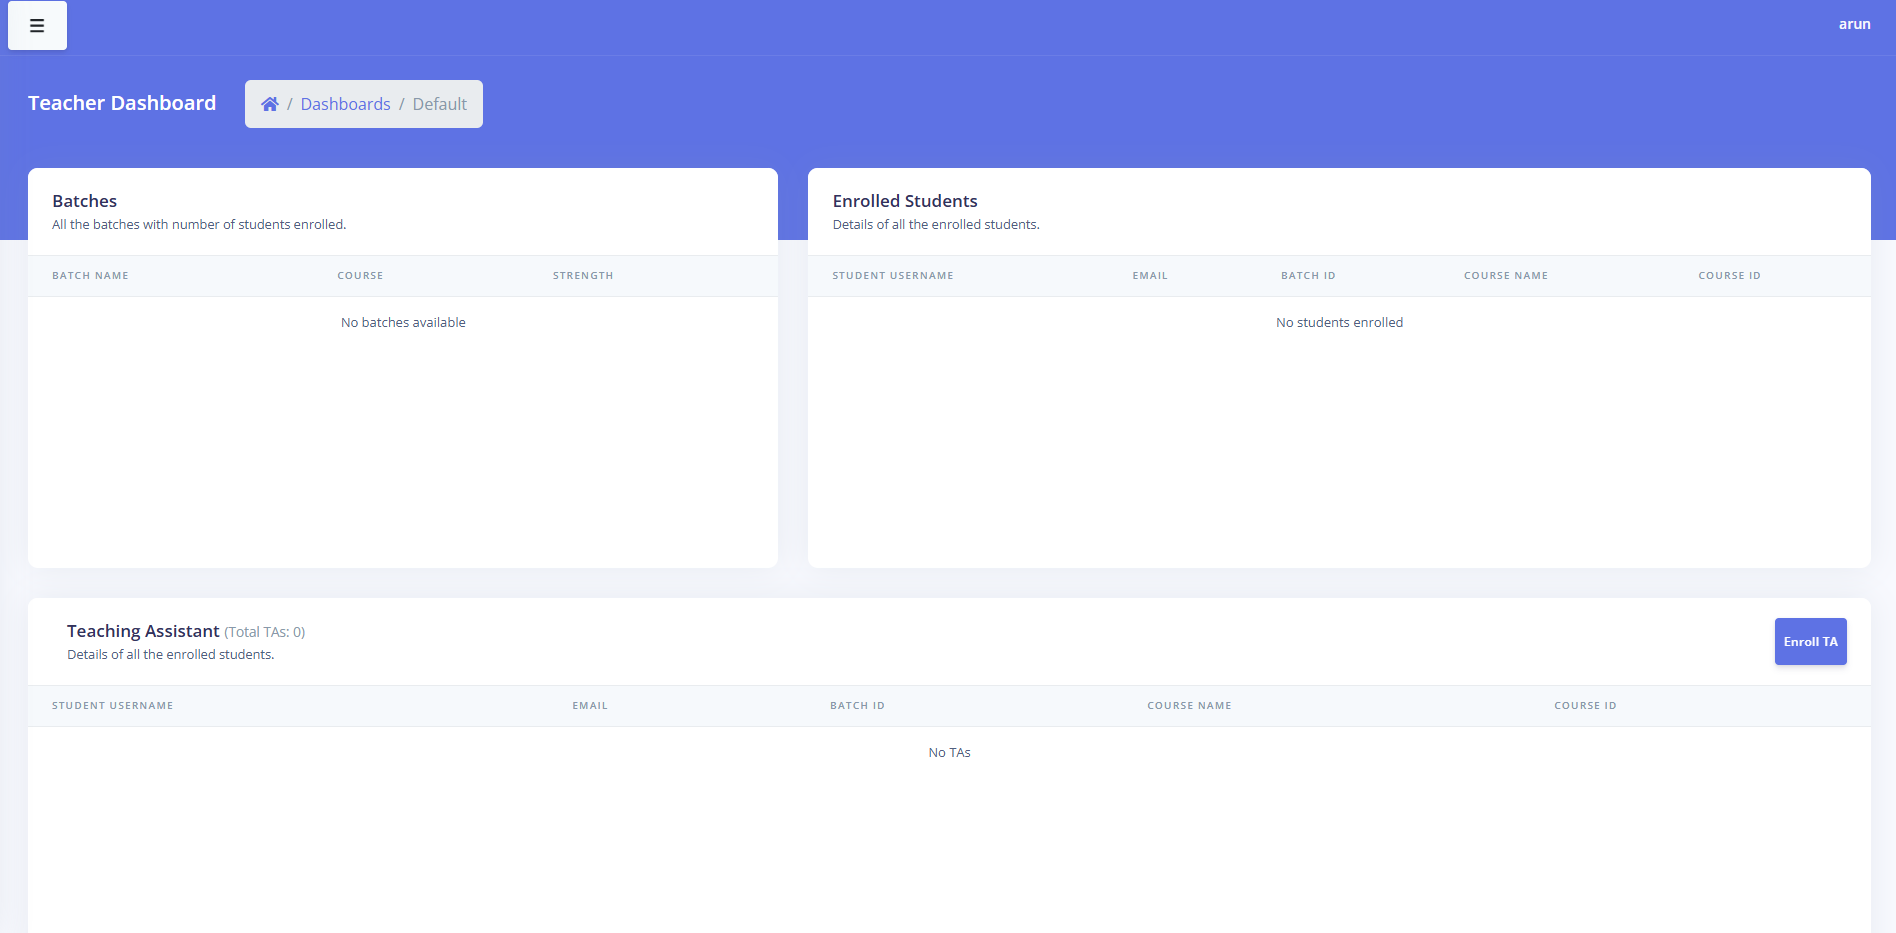 arun
Teacher Dashboard
/ Dashboards / Default
Batches
All the batches with number of students enrolled.
BATCH NAME COURSE STRENGTH
No batches available
Enrolled Students
Details of all the enrolled students.
STUDENT USERNAME EMAIL BATCH ID COURSE NAME COURSE ID
No students enrolled
Teaching Assistant (Total TAs: 0)
Details of all the enrolled students.
Enroll TA
STUDENT USERNAME EMAIL BATCH ID COURSE NAME COURSE ID
No TAs